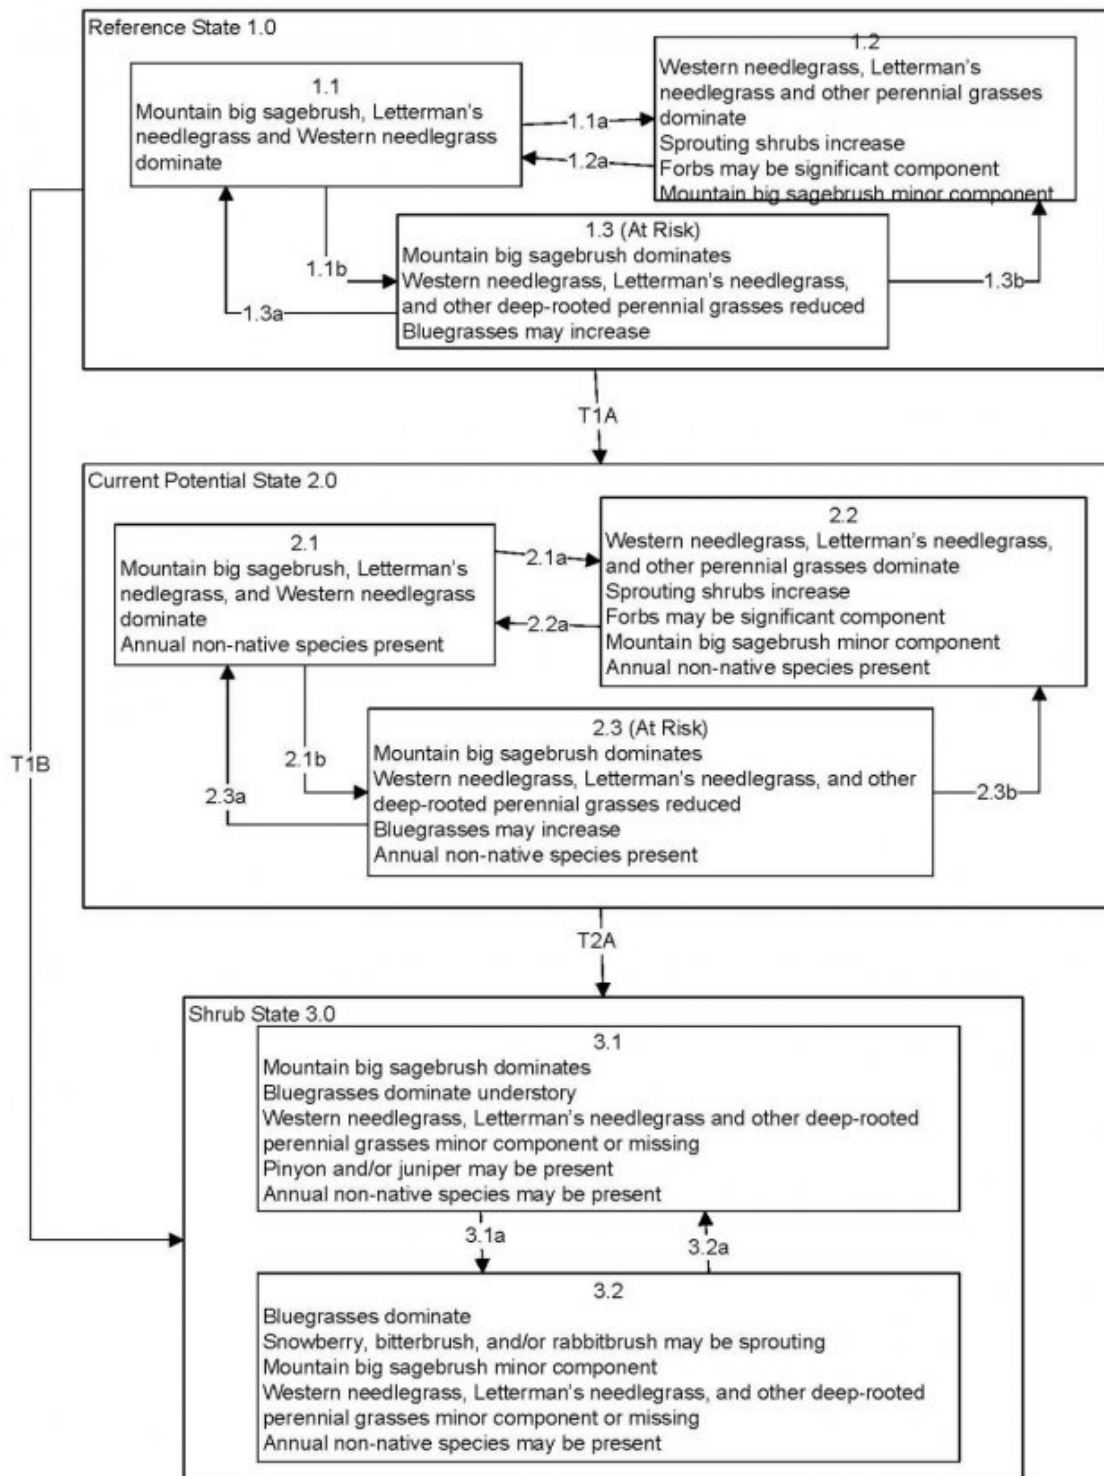 Reference State 1.0
1.1
Mountain big sagebrush, Letterman's
needlegrass and Western needlegrass
dominate
1.1a
1.2a
1.2
Western needlegrass, Letterman's
needlegrass and other perennial grasses
dominate
Sprouting shrubs increase
Forbs may be significant component
Mountain big sagebrush minor component
1.1b
1.3a
1.3 (At Risk)
Mountain big sagebrush dominates
Western needlegrass, Letterman's needlegrass,
and other deep-rooted perennial grasses reduced
Bluegrasses may increase
1.3b
T1A
T1B
Current Potential State 2.0
2.1
Mountain big sagebrush, Letterman's
nedlegrass, and Western needlegrass
dominate
Annual non-native species present
2.1a
2.2a
2.2
Western needlegrass, Letterman's needlegrass,
and other perennial grasses dominate
Sprouting shrubs increase
Forbs may be significant component
Mountain big sagebrush minor component
Annual non-native species present
2.1b
2.3a
2.3 (At Risk)
Mountain big sagebrush dominates
Western needlegrass, Letterman's needlegrass, and other
deep-rooted perennial grasses reduced
Bluegrasses may increase
Annual non-native species present
2.3b
T2A
Shrub State 3.0
3.1
Mountain big sagebrush dominates
Bluegrasses dominate understory
Western needlegrass, Letterman's needlegrass and other deep-rooted
perennial grasses minor component or missing
Pinyon and/or juniper may be present
Annual non-native species may be present
3.1a
3.2a
3.2
Bluegrasses dominate
Snowberry, bitterbrush, and/or rabbitbrush may be sprouting
Mountain big sagebrush minor component
Western needlegrass, Letterman's needlegrass, and other deep-rooted
perennial grasses minor component or missing
Annual non-native species may be present